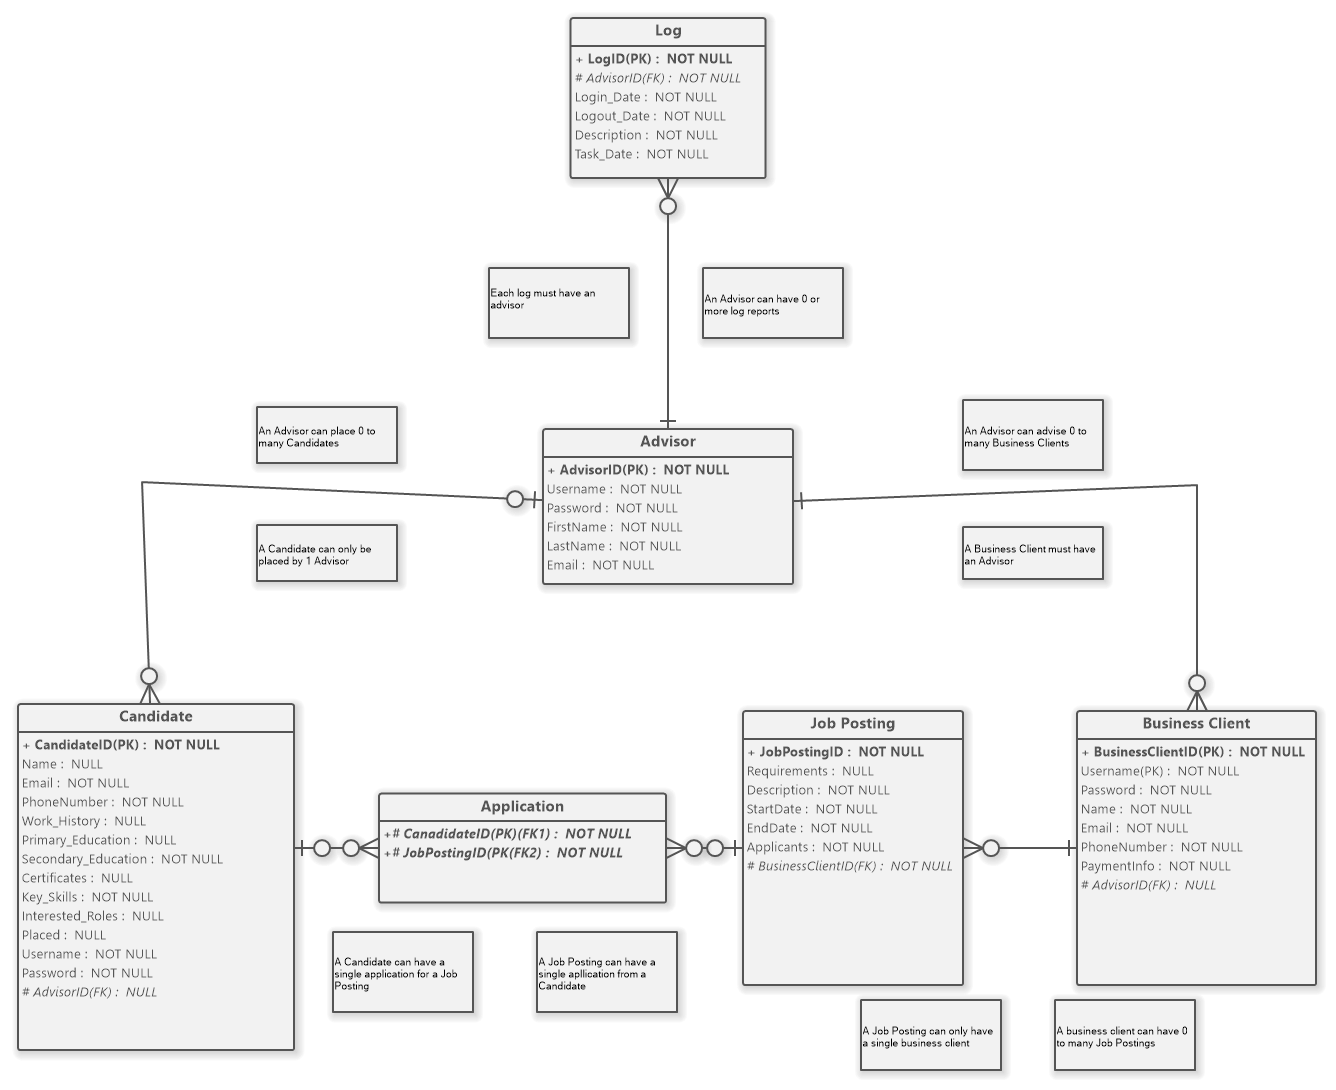 Log
+ LogID(PK) : NOT NULL
# AdvisorID(FK) : NOT NULL
Login_Date : NOT NULL
Logout_Date : NOT NULL
Description : NOT NULL
Task_Date : NOT NULL
Each log must have an
advisor
An Advisor can have 0 or
more log reports
An Advisor can place 0 to
many Candidates
An Advisor can advise 0 to
many Business Clients
Advisor
+ AdvisorID(PK) : NOT NULL
Username : NOT NULL
Password : NOT NULL
FirstName : NOT NULL
LastName : NOT NULL
Email : NOT NULL
A Candidate can only be
placed by 1 Advisor
A Business Client must have
an Advisor
Candidate
+ CandidateID(PK) : NOT NULL
Name : NULL
Email : NOT NULL
PhoneNumber : NOT NULL
Work_History : NULL
Primary_Education : NULL
Secondary_Education : NOT NULL
Certificates : NULL
Key_Skills : NOT NULL
Interested_Roles : NULL
Placed : NULL
Username : NOT NULL
Password : NOT NULL
# AdvisorID(FK) : NULL
Application
+# CanadidateID(PK)(FK1) : NOT NULL
+# JobPostingID(PK(FK2) : NOT NULL
Job Posting
+ JobPostingID : NOT NULL
Requirements : NULL
Description : NOT NULL
StartDate : NOT NULL
EndDate : NOT NULL
Applicants : NOT NULL
# BusinessClientID(FK) : NOT NULL
Business Client
+ BusinessClientID(PK) : NOT NULL
Username(PK) : NOT NULL
Password : NOT NULL
Name : NOT NULL
Email : NOT NULL
PhoneNumber : NOT NULL
PaymentInfo : NOT NULL
# AdvisorID(FK) : NULL
A Candidate can have a
single application for a Job
Posting
A Job Posting can have a
single apllication from a
Candidate
A Job Posting can only have
a single business client
A business client can have 0
to many Job Postings